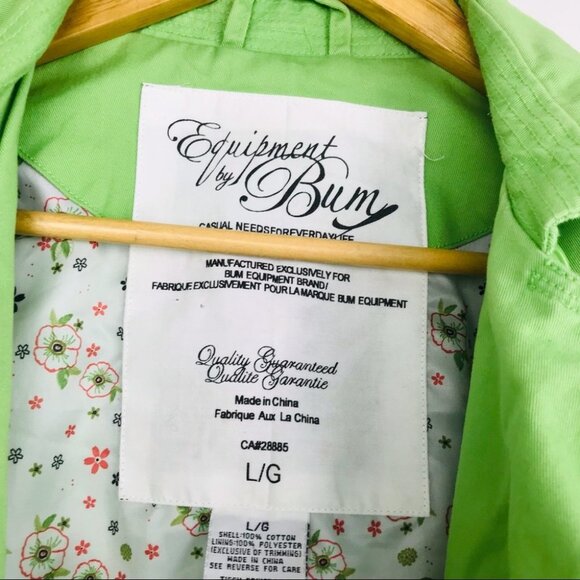 Equipment
by Bum
CASUAL NEEDSFOREVERDAYLIFE
MANUFACTURED EXCLUSIVELY FOR
BUM EQUIPMENT BRAND/
FABRIQUE EXCLUSIVEMENT POUR LA MARQUE BUM EQUIPMENT
Quality Guaranteed
Qualite Garantie
Made in China
Fabrique Aux La China
CA#28885
L/G
L/G
SHELL:100% COTTON
LINING:100% POLYESTER
(EXCLUSIVE OF TRIMMING)
MADE IN CHINA
SEE REVERSE FOR CARE